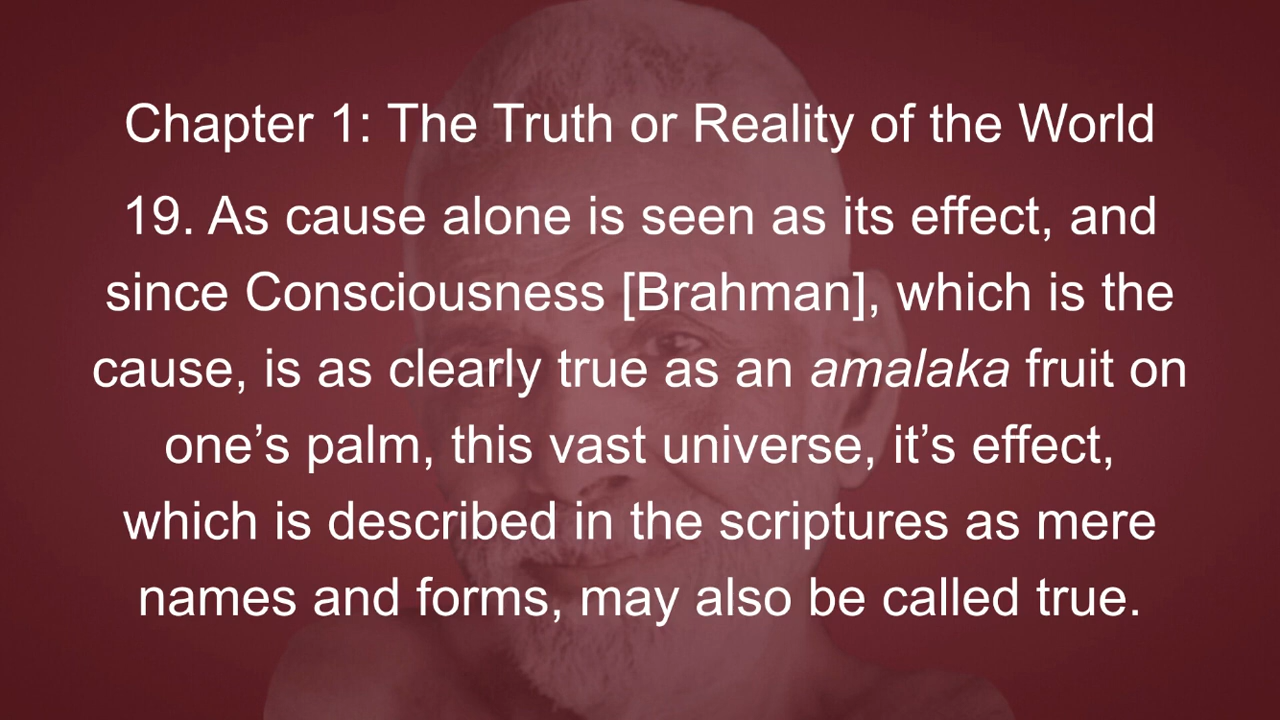 Chapter 1: The Truth or Reality of the World
19. As cause alone is seen as its effect, and
since Consciousness [Brahman], which is the
cause, is as clearly true as an amalaka fruit on
one’s palm, this vast universe, it’s effect,
which is described in the scriptures as mere
names and forms, may also be called true.